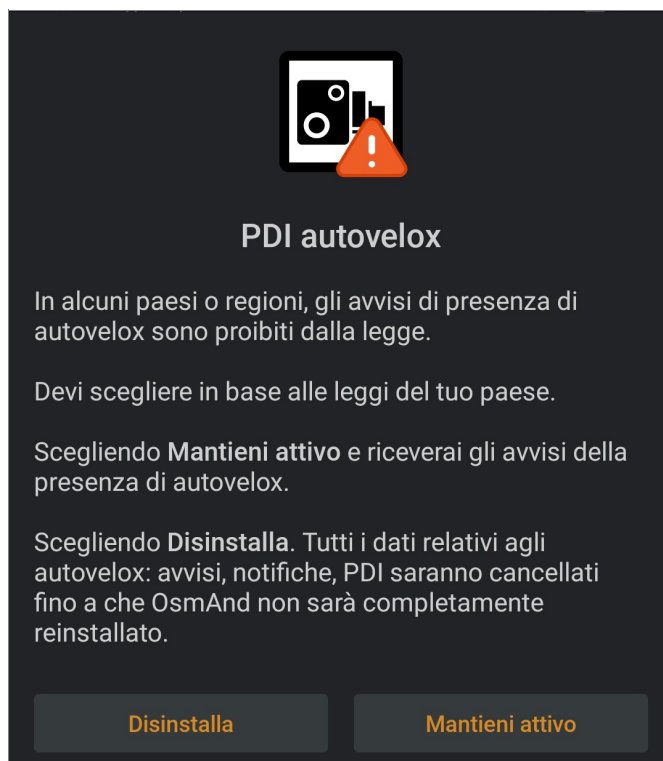 PDI autovelox
In alcuni paesi o regioni, gli avvisi di presenza di
autovelox sono proibiti dalla legge.
Devi scegliere in base alle leggi del tuo paese.
Scegliendo Mantieni attivo e riceverai gli avvisi della
presenza di autovelox.
Scegliendo Disinstalla. Tutti i dati relativi agli
autovelox: avvisi, notifiche, PDI saranno cancellati
fino a che OsmAnd non sarà completamente
reinstallato.
Disinstalla
Mantieni attivo